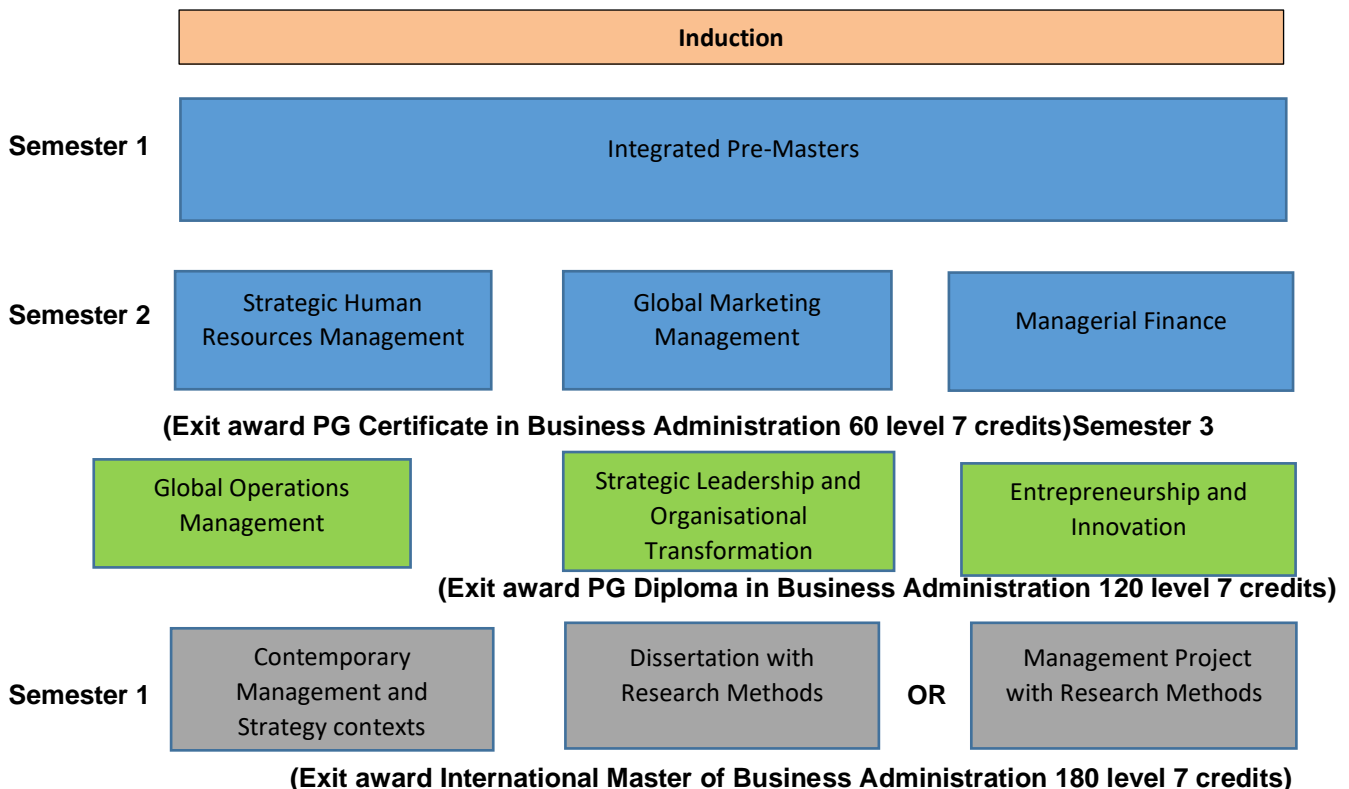 Induction
Semester 1
Integrated Pre-Masters
Semester 2
Strategic Human
Resources Management
Global Marketing
Management
Managerial Finance
(Exit award PG Certificate in Business Administration 60 level 7 credits)Semester 3
Global Operations
Management
Strategic Leadership and
Organisational
Transformation
Entrepreneurship and
Innovation
(Exit award PG Diploma in Business Administration 120 level 7 credits)
Semester 1
Contemporary
Management and
Strategy contexts
Dissertation with
Research Methods
OR
Management Project
with Research Methods
(Exit award International Master of Business Administration 180 level 7 credits)